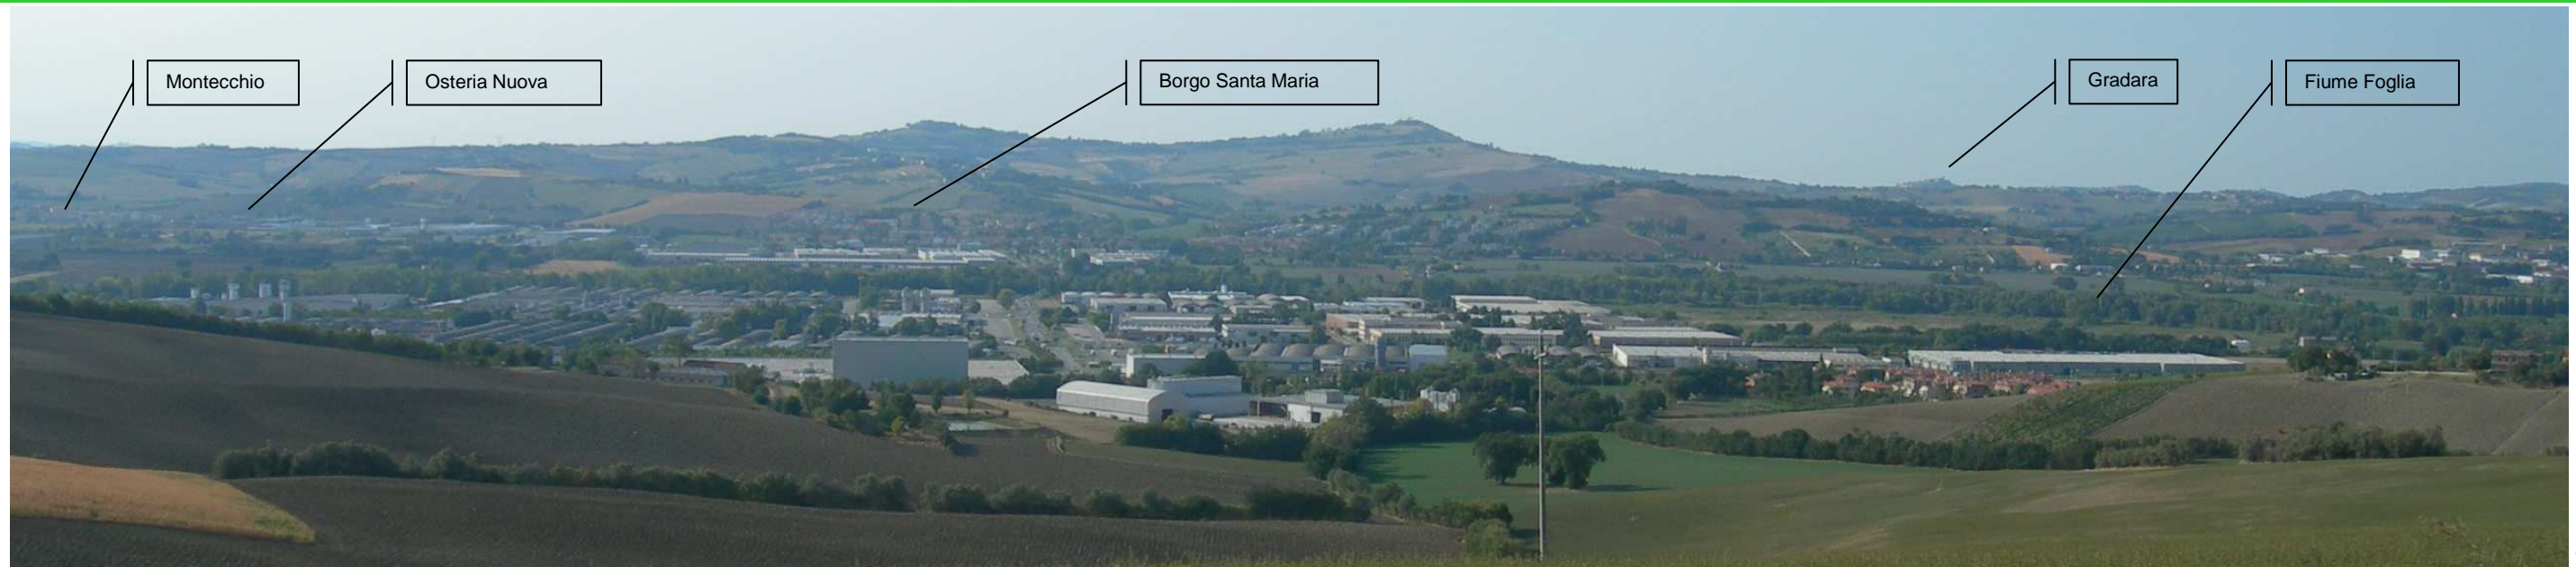 Montecchio
Osteria Nuova
Borgo Santa Maria
Gradara
Fiume Foglia